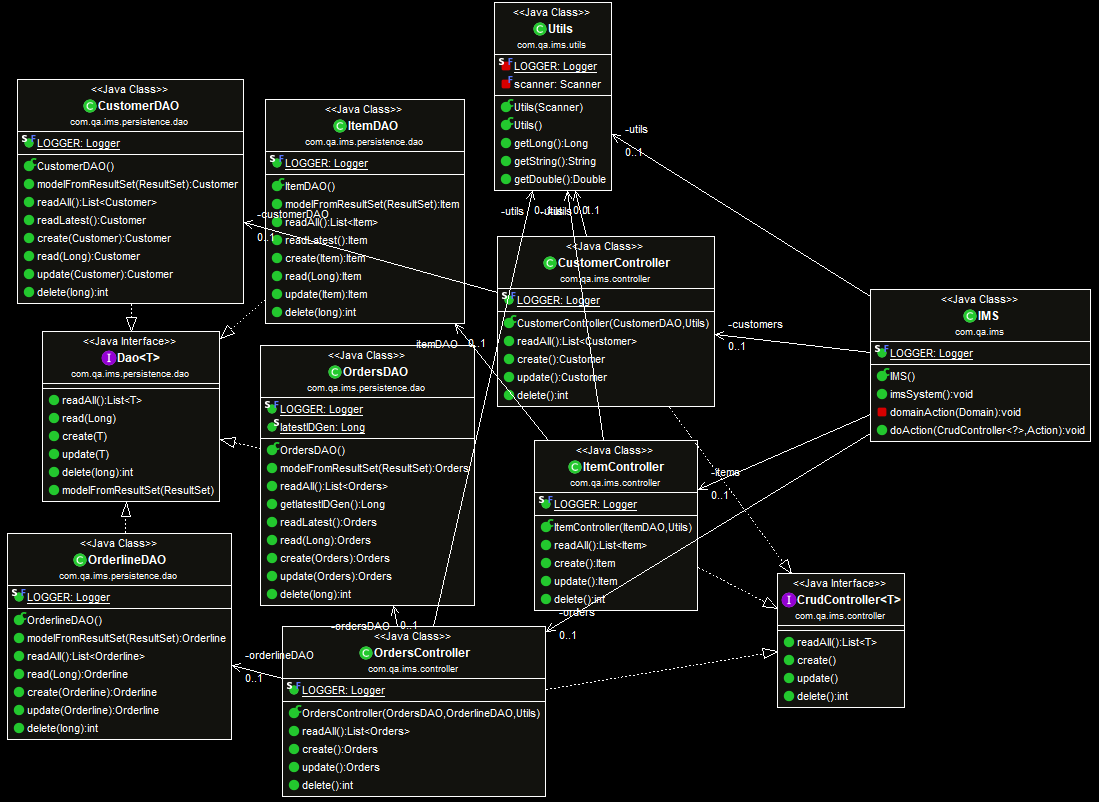 <<Java Class>>
Utils
com.qa.ims.utils
LOGGER: Logger
scanner: Scanner
Utils(Scanner)
Utils()
getLong():Long
getString():String
getDouble():Double
<<Java Class>>
CustomerDAO
com.qa.ims.persistence.dao
LOGGER: Logger
CustomerDAO()
modelFromResultSet(ResultSet):Customer
readAll():List<Customer>
readLatest():Customer
create(Customer):Customer
read(Long):Customer
update(Customer):Customer
delete(long):int
<<Java Class>>
ItemDAO
com.qa.ims.persistence.dao
LOGGER: Logger
ItemDAO()
modelFromResultSet(ResultSet):Item
readAll():List<Item>
readLatest():Item
create(Item):Item
read(Long):Item
update(Item):Item
delete(long):int
-customerDAO
0..1
-utils
0..1
-utils
<<Java Class>>
CustomerController
com.qa.ims.controller
LOGGER: Logger
CustomerController(CustomerDAO,Utils)
readAll():List<Customer>
create():Customer
update():Customer
delete():int
<<Java Class>>
IMS
com.qa.ims
LOGGER: Logger
IMS()
imsSystem():void
domainAction(Domain):void
doAction(CrudController<?>,Action):void
-customers
0..1
<<Java Interface>>
Dao<T>
com.qa.ims.persistence.dao
readAll():List<T>
read(Long)
create(T)
update(T)
delete(long):int
modelFromResultSet(ResultSet)
itemDAO
0..1
<<Java Class>>
OrdersDAO
com.qa.ims.persistence.dao
LOGGER: Logger
latestIDGen: Long
OrdersDAO()
modelFromResultSet(ResultSet):Orders
readAll():List<Orders>
getlatestIDGen():Long
readLatest():Orders
read(Long):Orders
create(Orders):Orders
update(Orders):Orders
delete(long):int
<<Java Class>>
ItemController
com.qa.ims.controller
LOGGER: Logger
ItemController(ItemDAO,Utils)
readAll():List<Item>
create():Item
update():Item
delete():int
-items
0..1
-orders
0..1
<<Java Class>>
OrderlineDAO
com.qa.ims.persistence.dao
LOGGER: Logger
OrderlineDAO()
modelFromResultSet(ResultSet):Orderline
readAll():List<Orderline>
read(Long):Orderline
create(Orderline):Orderline
update(Orderline):Orderline
delete(long):int
<<Java Interface>>
CrudController<T>
com.qa.ims.controller
readAll():List<T>
create()
update()
delete():int
-ordersDAO
0..1
-orderlineDAO
0..1
<<Java Class>>
OrdersController
com.qa.ims.controller
LOGGER: Logger
OrdersController(OrdersDAO,OrderlineDAO,Utils)
readAll():List<Orders>
create():Orders
update():Orders
delete():int